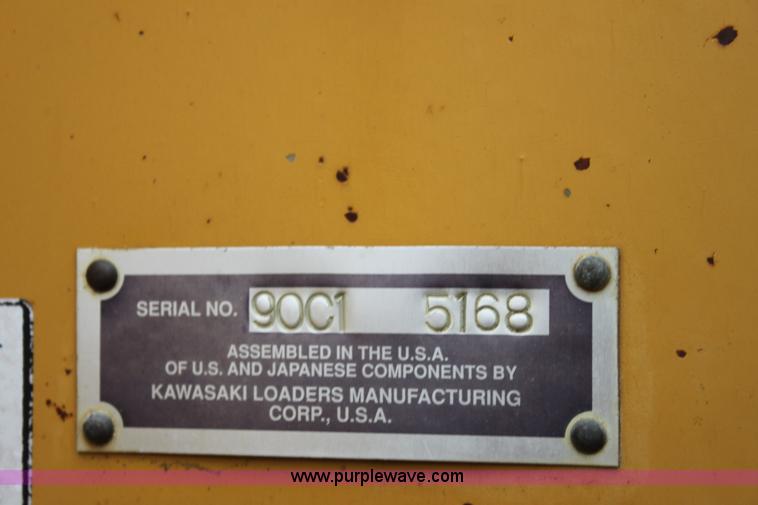 SERIAL NO. 90C1 5168
ASSEMBLED IN THE U.S.A.
OF U.S. AND JAPANESE COMPONENTS BY
KAWASAKI LOADERS MANUFACTURING
CORP., U.S.A.
www.purplewave.com